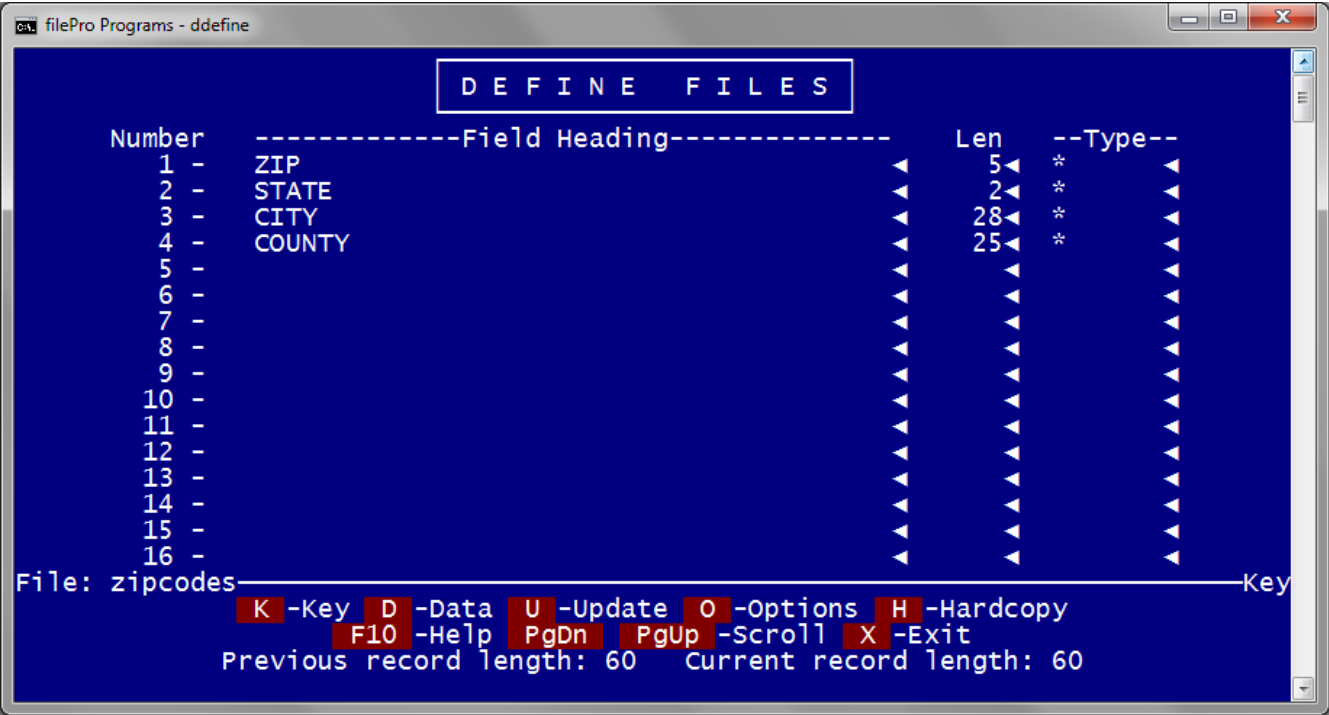 filePro Programs - ddefine
D E F I N E   F I L E S
Number -------------Field Heading-------------- Len --Type--
1 - ZIP 5 *
2 - STATE 2 *
3 - CITY 28 *
4 - COUNTY 25 *
5 -
6 -
7 -
8 -
9 -
10 -
11 -
12 -
13 -
14 -
15 -
16 -
File: zipcodes Key
K -Key D -Data U -Update O -Options H -Hardcopy
F10 -Help PgDn PgUp -Scroll X -Exit
Previous record length: 60 Current record length: 60